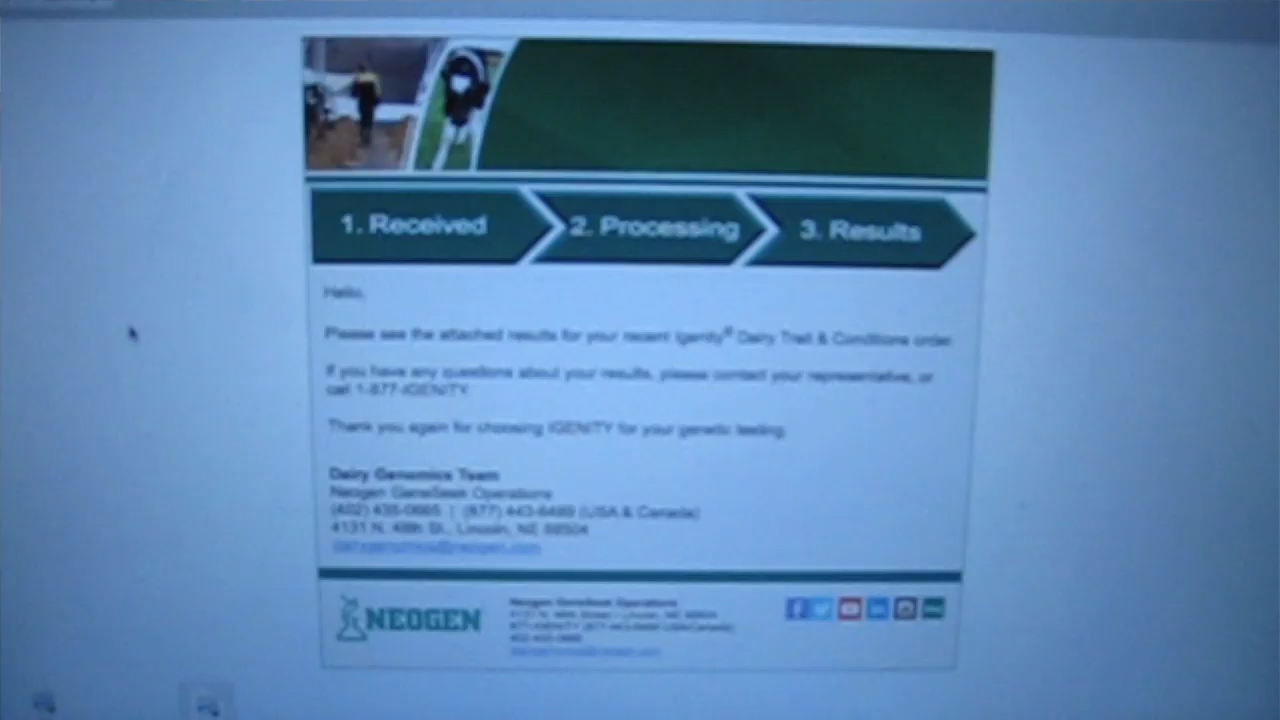 1. Received
2. Processing
3. Results
Hello,
Please see the attached results for your recent Igenity® Dairy Trait & Conditions order.
If you have any questions about your results, please contact your representative, or
call 1-877-IGENITY.
Thank you again for choosing IGENITY for your genetic testing.
Dairy Genomics Team
Neogen GeneSeek Operations
(402) 435-0665 | (877) 443-6489 (USA & Canada)
4131 N. 48th St., Lincoln, NE 68504
dairygenomics@neogen.com
NEOGEN
Neogen GeneSeek Operations